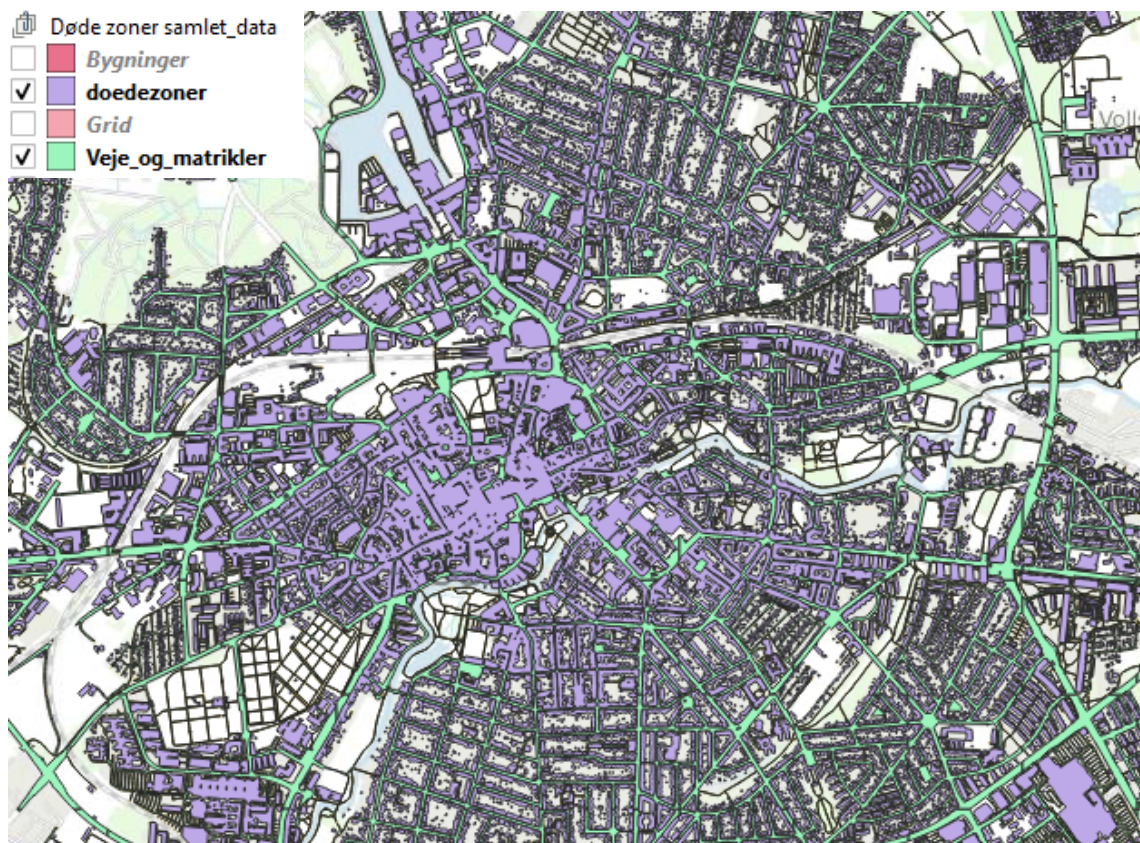 Døde zoner samlet_data
Bygninger
doedezoner
Grid
Veje_og_matrikler